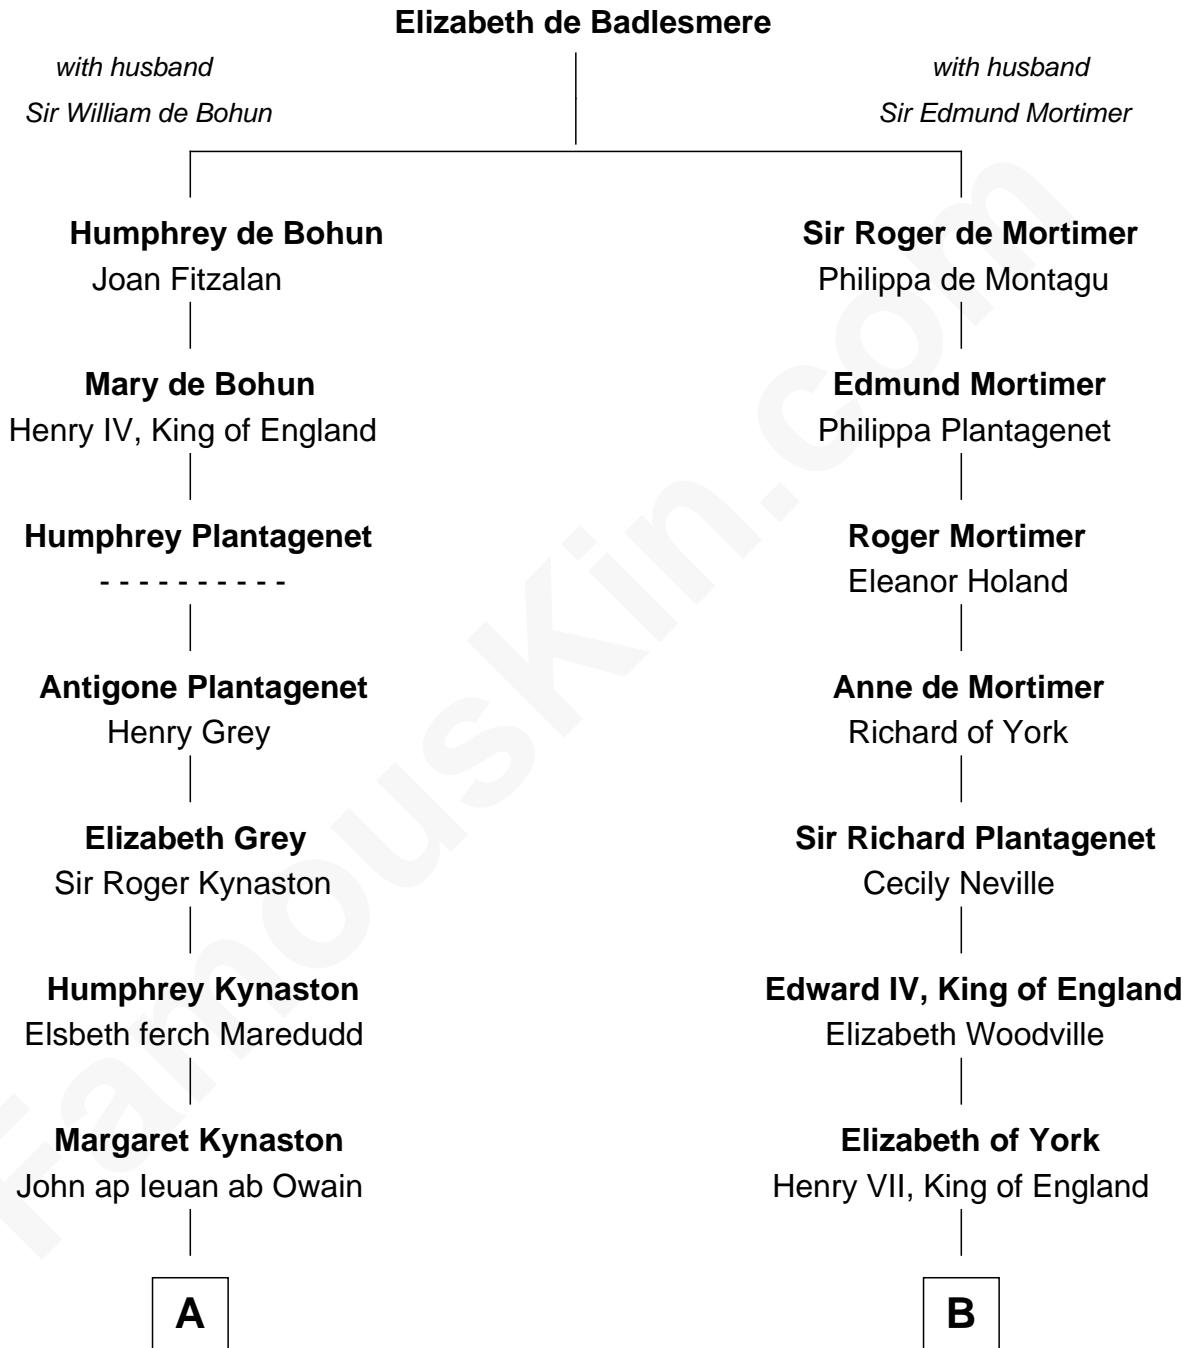 Elizabeth de Badlesmere
with husband
Sir William de Bohun
with husband
Sir Edmund Mortimer
Humphrey de Bohun
Joan Fitzalan
Sir Roger de Mortimer
Philippa de Montagu
Mary de Bohun
Henry IV, King of England
Edmund Mortimer
Philippa Plantagenet
Humphrey Plantagenet
- - - - - - - - - -
Roger Mortimer
Eleanor Holand
Antigone Plantagenet
Henry Grey
Anne de Mortimer
Richard of York
Elizabeth Grey
Sir Roger Kynaston
Sir Richard Plantagenet
Cecily Neville
Humphrey Kynaston
Elsbeth ferch Maredudd
Edward IV, King of England
Elizabeth Woodville
Margaret Kynaston
John ap Ieuan ab Owain
Elizabeth of York
Henry VII, King of England
A
B
FamousKin.com